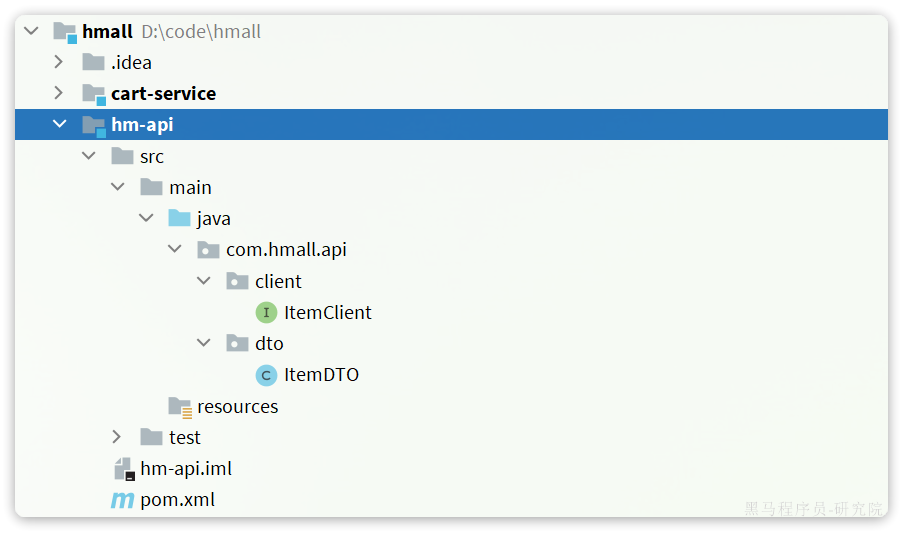 hmall D:\code\hmall
.idea
cart-service
hm-api
src
main
java
com.hmall.api
client
I ItemClient
dto
C ItemDTO
resources
test
hm-api.iml
m pom.xml
黑马程序员-研究院